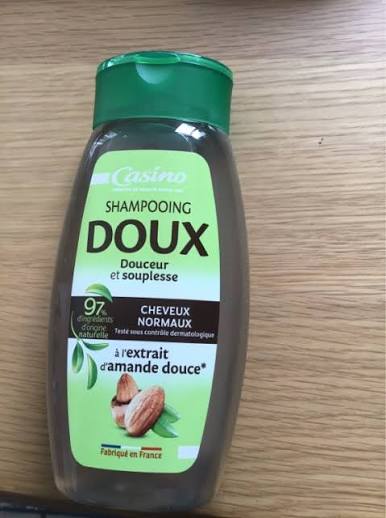 Casino
SHAMPOOING
DOUX
Douceur
et souplesse
97%
d'ingrédients
d'origine
naturelle
CHEVEUX
NORMAUX
Testé sous contrôle dermatologique
à l'extrait
d'amande douce*
Fabriqué en France